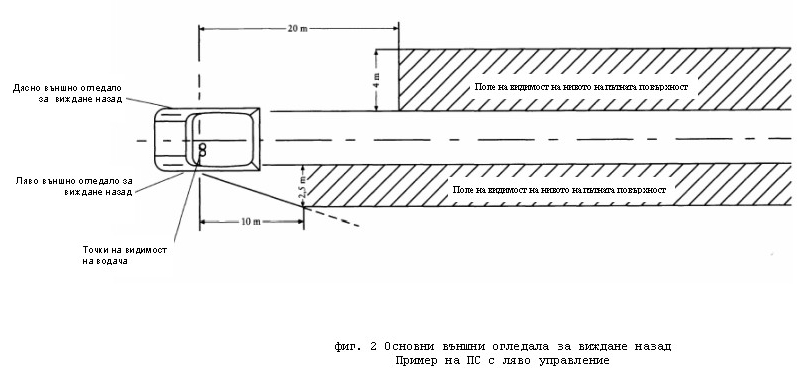 20 m
Дясно външно огледало
за виждане назад
4 m
Поле на видимост на нивото на пътната повърхност
Ляво външно огледало за
виждане назад
2,5 m
Поле на видимост на нивото на пътната повърхност
10 m
Точки на видимост
на водача
фиг. 2 Основни външни огледала за виждане назад
Пример на ПС с ляво управление